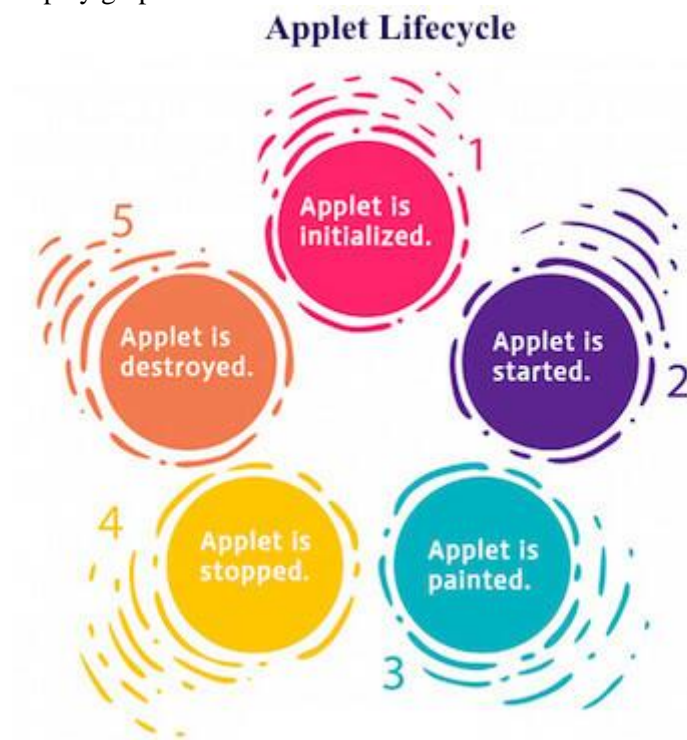 Applet Lifecycle
1
Applet is
initialized.
2
Applet is
started.
3
Applet is
painted.
4
Applet is
stopped.
5
Applet is
destroyed.